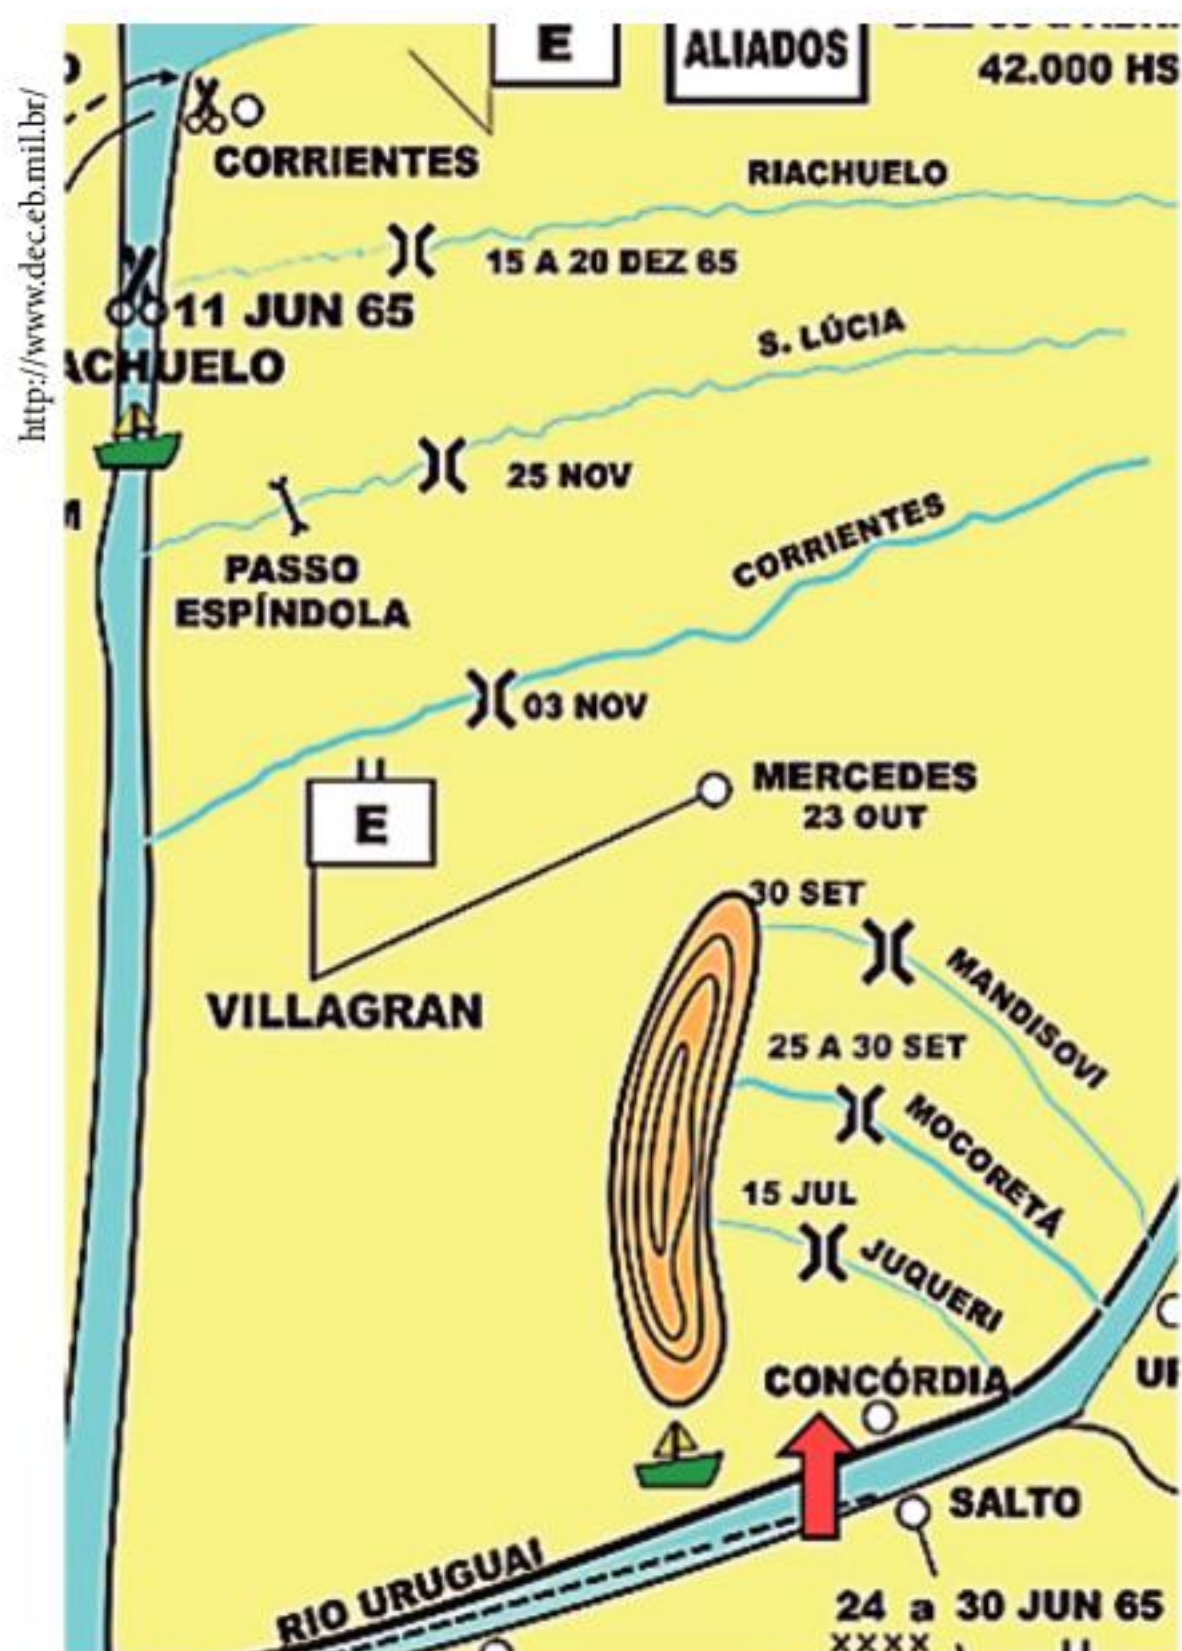 http://www.dec.eb.mil.br/
E
ALIADOS
42.000 HS
CORRIENTES
RIACHUELO
15 A 20 DEZ 65
11 JUN 65
ACHUELO
S. LÚCIA
25 NOV
PASSO
ESPÍNDOLA
CORRIENTES
03 NOV
E
MERCEDES
23 OUT
VILLAGRAN
30 SET
MANDISOVI
25 A 30 SET
MOCORETÁ
15 JUL
JUQUERI
CONCÓRDIA
SALTO
RIO URUGUAI
24 a 30 JUN 65
XXXX